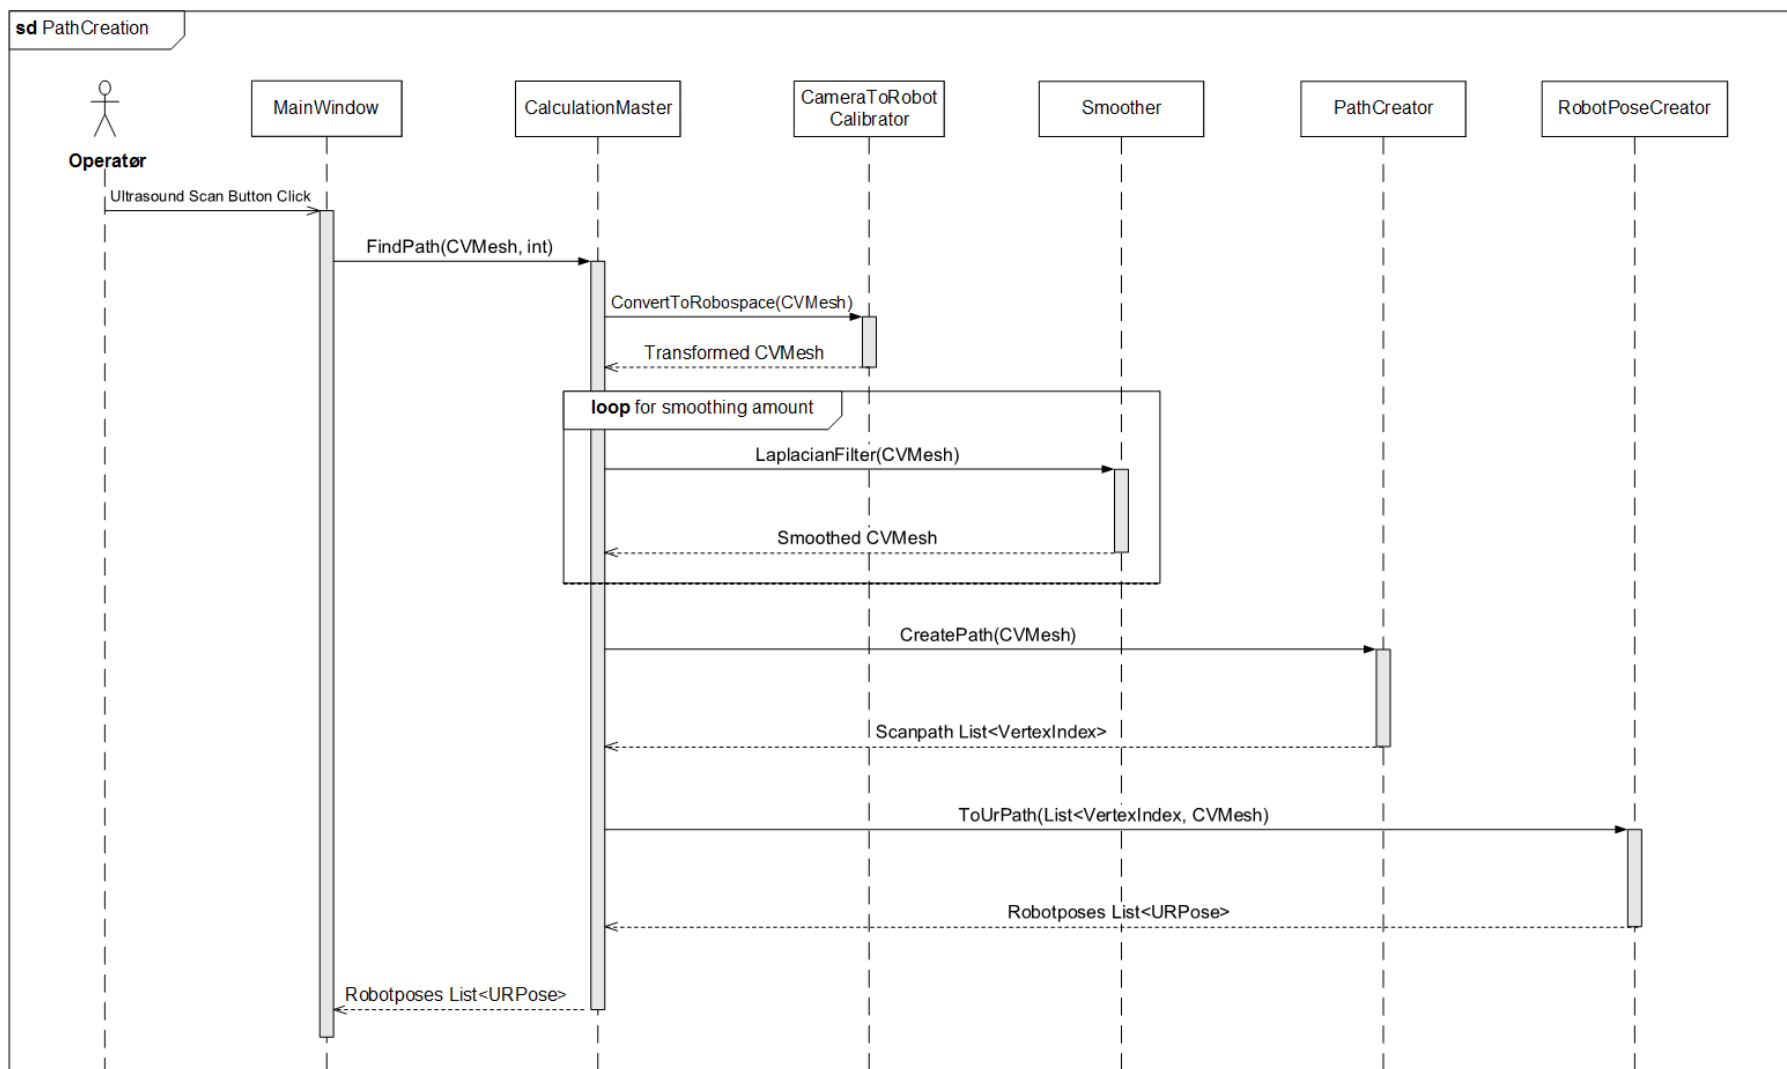 sd PathCreation
Operatør
MainWindow
CalculationMaster
CameraToRobot
Calibrator
Smoother
PathCreator
RobotPoseCreator
Ultrasound Scan Button Click
FindPath(CVMesh, int)
ConvertToRobospace(CVMesh)
Transformed CVMesh
loop for smoothing amount
LaplacianFilter(CVMesh)
Smoothed CVMesh
CreatePath(CVMesh)
Scanpath List<VertexIndex>
ToUrPath(List<VertexIndex, CVMesh)
Robotposes List<URPose>
Robotposes List<URPose>